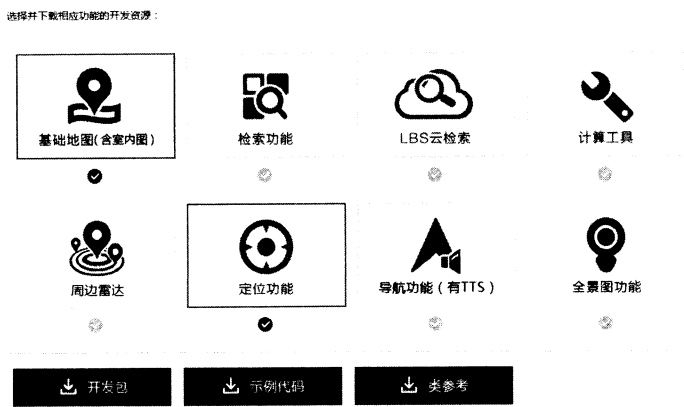 选择并下载相应功能的开发资源：
基础地图(含室内图)
检索功能
LBS云检索
计算工具
周边雷达
定位功能
导航功能（有TTS）
全景图功能
开发包
示例代码
类参考